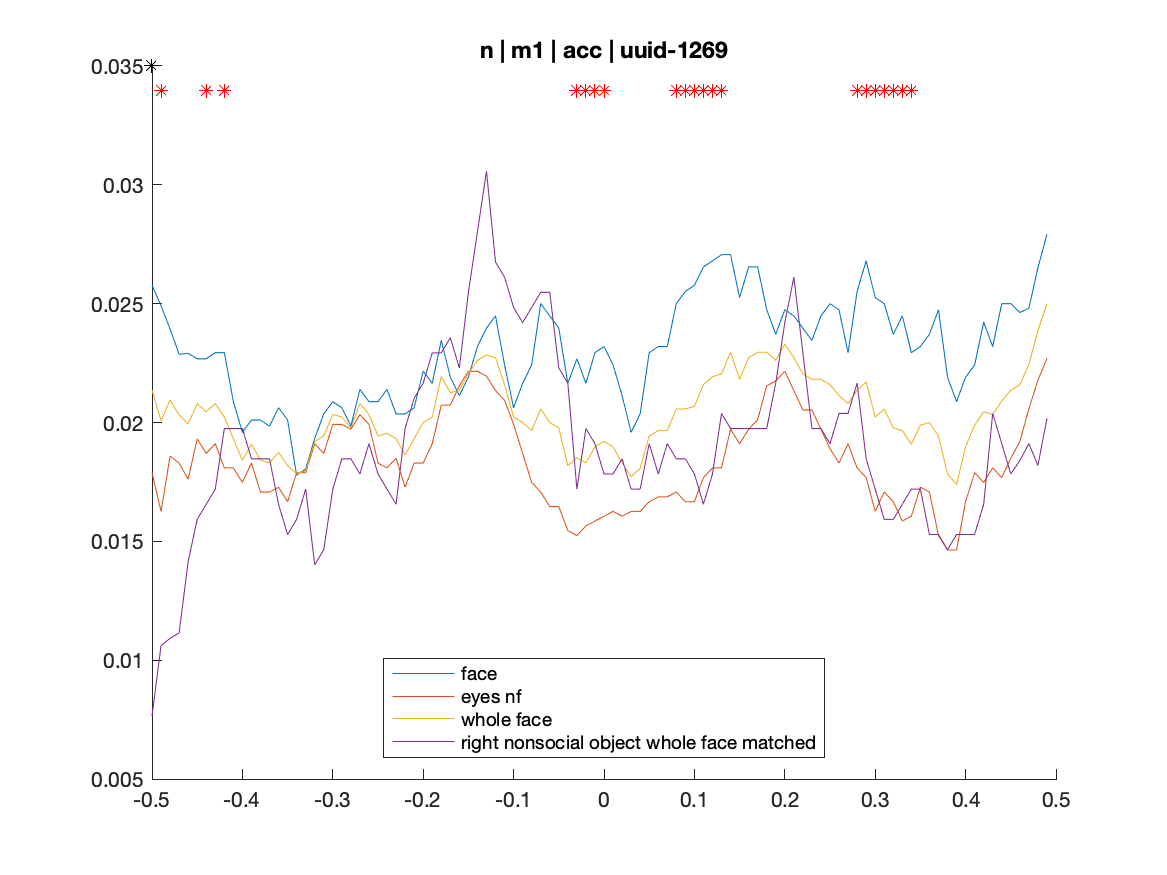 n | m1 | acc | uuid-1269
0.035
0.03
0.025
0.02
0.015
0.01
0.005
face
eyes nf
whole face
right nonsocial object whole face matched
-0.5 -0.4 -0.3 -0.2 -0.1 0 0.1 0.2 0.3 0.4 0.5